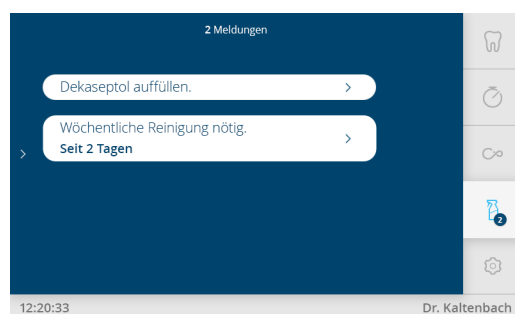 2 Meldungen
Dekaseptol auffüllen.
Wöchentliche Reinigung nötig.
Seit 2 Tagen
2
12:20:33
Dr. Kaltenbach